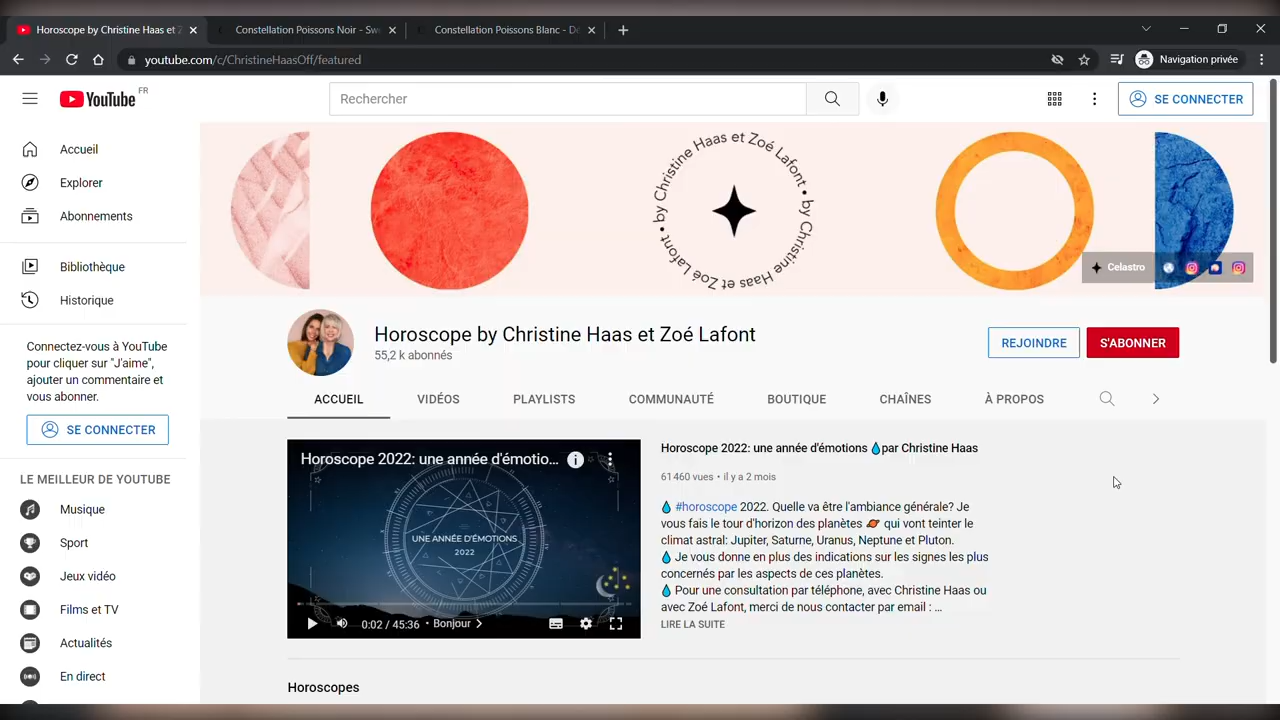 Horoscope by Christine Haas et Z
Constellation Poissons Noir - Sw
Constellation Poissons Blanc - D
youtube.com/c/ChristineHaasOff/featured
Navigation privée
YouTube FR
Rechercher
SE CONNECTER
Accueil
Explorer
Abonnements
Bibliothèque
Historique
Connectez-vous à YouTube
pour cliquer sur "J'aime",
ajouter un commentaire et
vous abonner.
SE CONNECTER
LE MEILLEUR DE YOUTUBE
Musique
Sport
Jeux vidéo
Films et TV
Actualités
En direct
by Christine Haas et Zoé Lafont • by Christine Haas et Zoé Lafont •
Celastro
Horoscope by Christine Haas et Zoé Lafont
55,2 k abonnés
REJOINDRE
S'ABONNER
ACCUEIL
VIDÉOS
PLAYLISTS
COMMUNAUTÉ
BOUTIQUE
CHAÎNES
À PROPOS
Horoscope 2022: une année d'émotio...
UNE ANNÉE D'ÉMOTIONS
2022
0:02 / 45:36 • Bonjour
Horoscope 2022: une année d'émotions 💧par Christine Haas
61 460 vues • il y a 2 mois
💧 #horoscope 2022. Quelle va être l'ambiance générale? Je
vous fais le tour d'horizon des planètes 🪐 qui vont teinter le
climat astral: Jupiter, Saturne, Uranus, Neptune et Pluton.
💧 Je vous donne en plus des indications sur les signes les plus
concernés par les aspects de ces planètes.
💧 Pour une consultation par téléphone, avec Christine Haas ou
avec Zoé Lafont, merci de nous contacter par email : ...
LIRE LA SUITE
Horoscopes